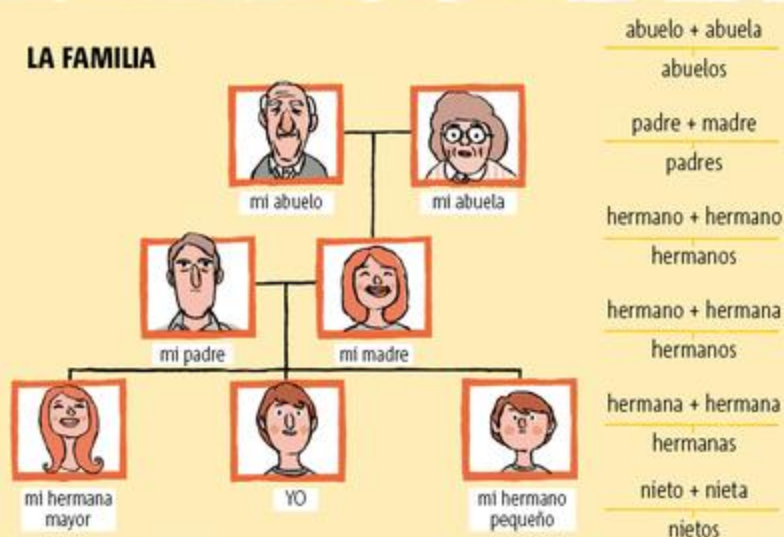 LA FAMILIA
mi abuelo
mi abuela
mi padre
mi madre
mi hermana
mayor
YO
mi hermano
pequeño
abuelo + abuela
abuelos
padre + madre
padres
hermano + hermano
hermanos
hermano + hermana
hermanos
hermana + hermana
hermanas
nieto + nieta
nietos